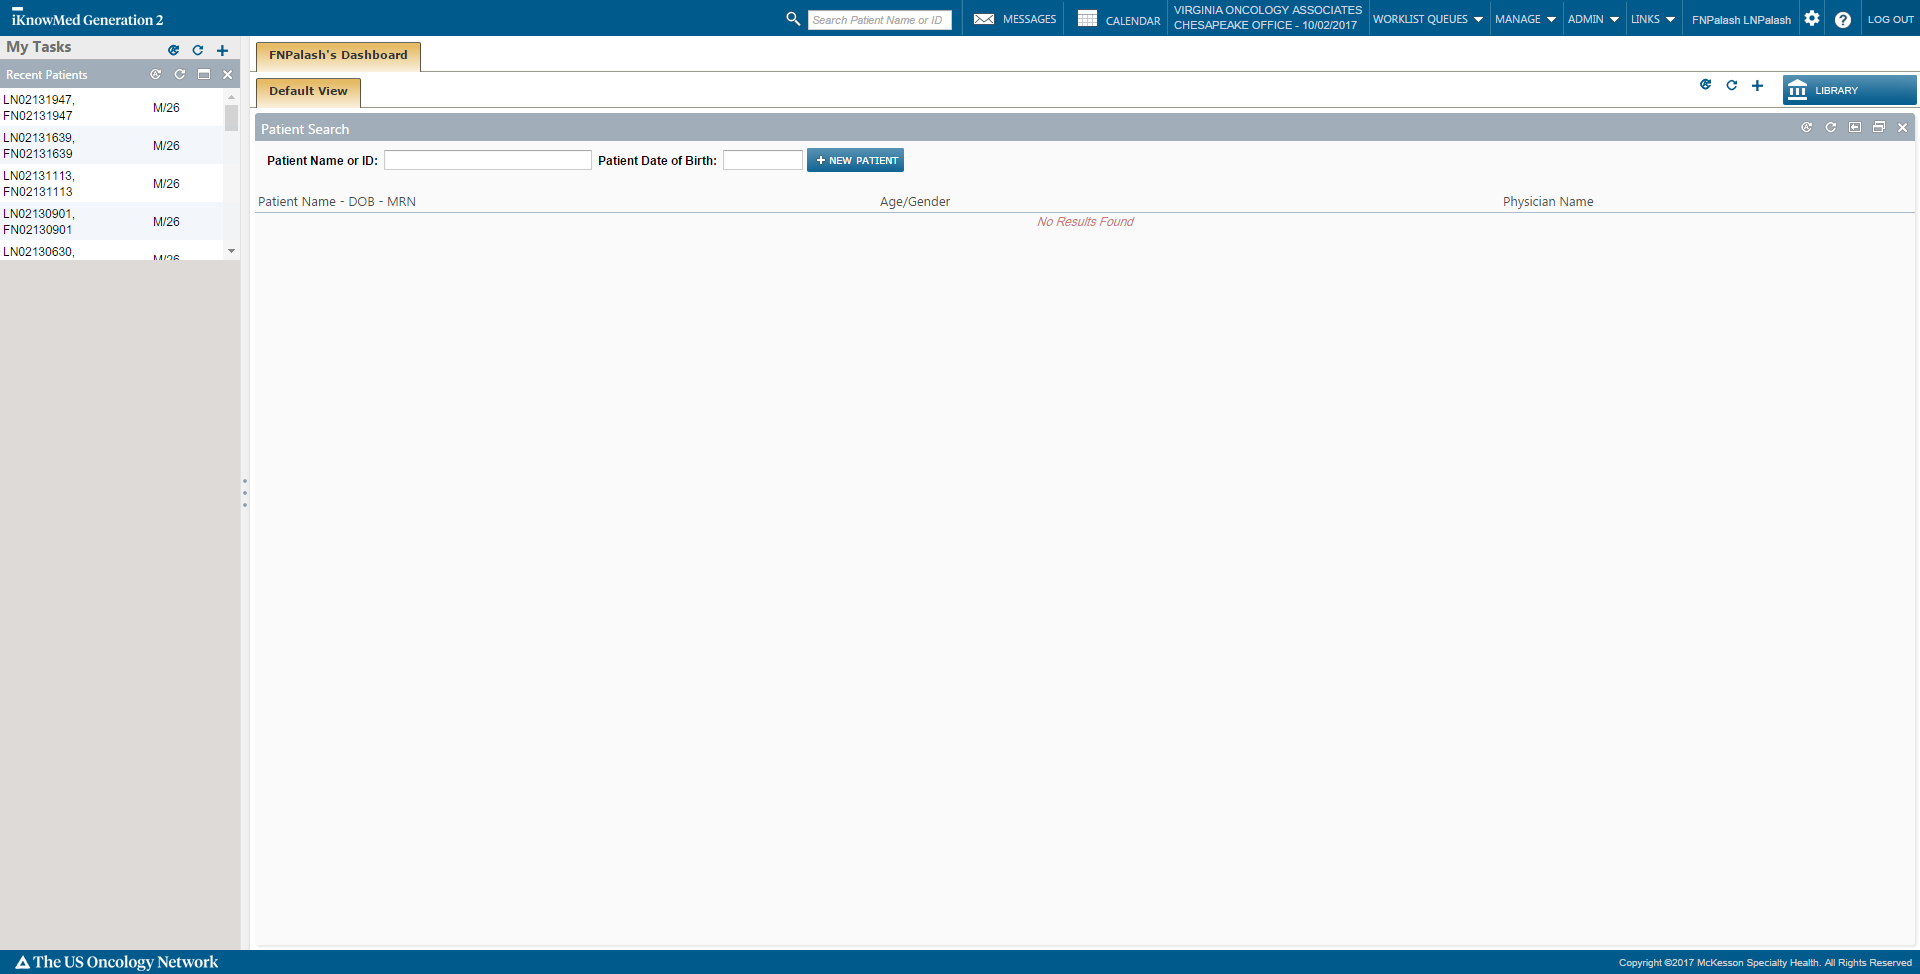 iKnowMed Generation 2
Search Patient Name or ID
MESSAGES
CALENDAR
VIRGINIA ONCOLOGY ASSOCIATES
CHESAPEAKE OFFICE - 10/02/2017
WORKLIST QUEUES
MANAGE
ADMIN
LINKS
FNPalash LNPalash
LOG OUT
My Tasks
Recent Patients
LN02131947,
FN02131947
M/26
LN02131639,
FN02131639
M/26
LN02131113,
FN02131113
M/26
LN02130901,
FN02130901
M/26
LN02130630,
M/26
FNPalash's Dashboard
Default View
LIBRARY
Patient Search
Patient Name or ID:
Patient Date of Birth:
+ NEW PATIENT
Patient Name - DOB - MRN
Age/Gender
Physician Name
No Results Found
The US Oncology Network
Copyright ©2017 McKesson Specialty Health. All Rights Reserved